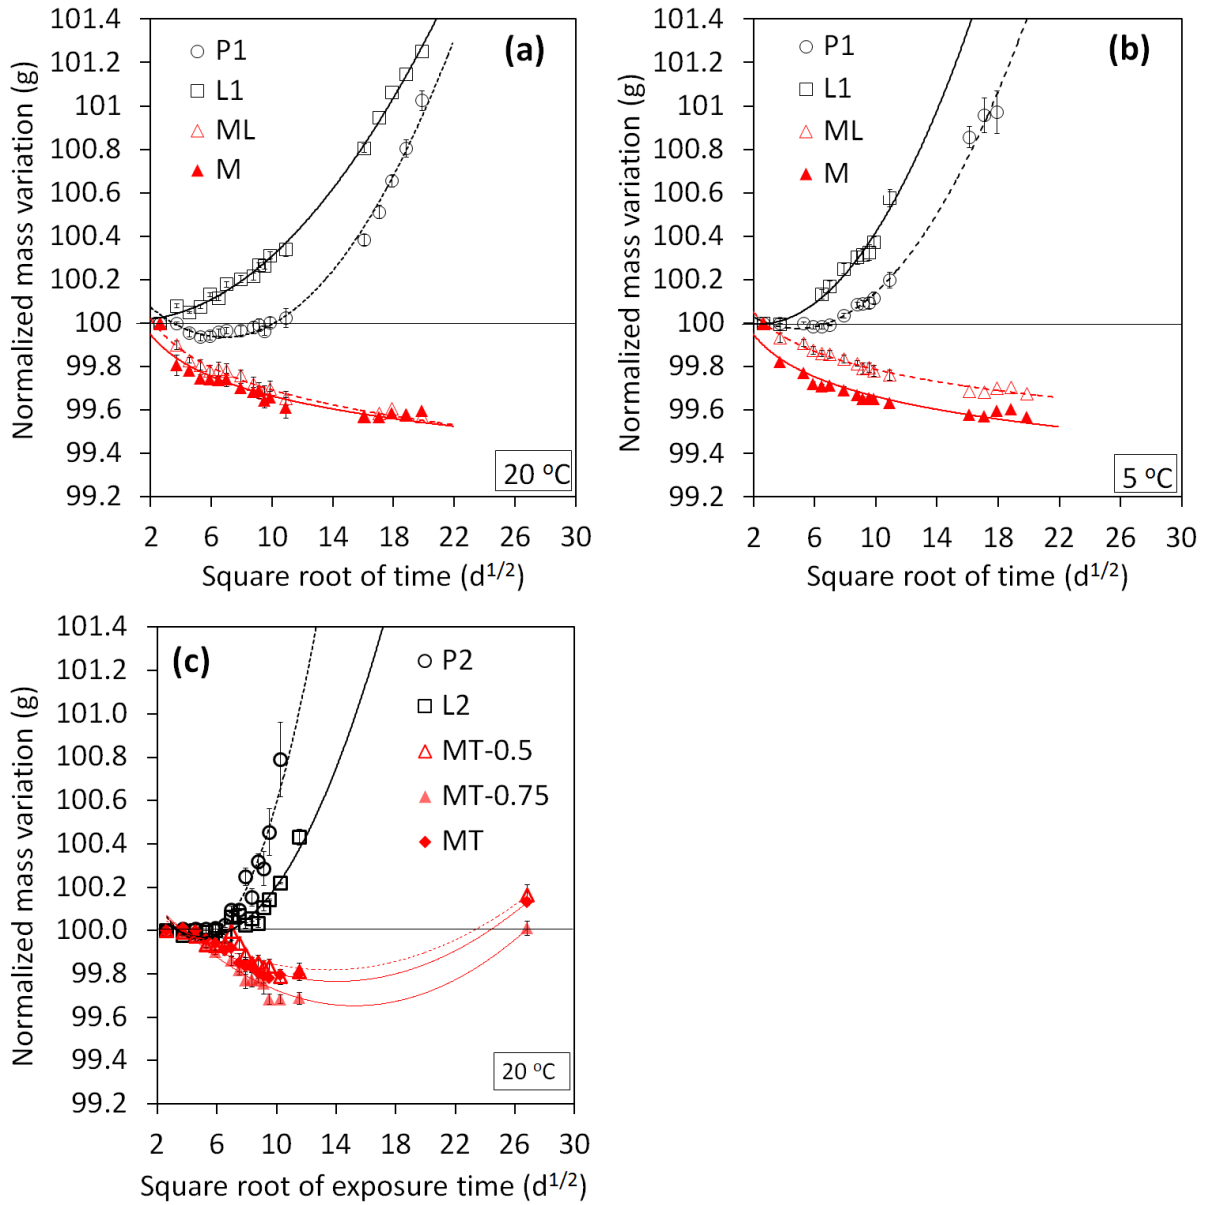 Normalized mass variation (g)
101.4
101.2
101
100.8
100.6
100.4
100.2
100
99.8
99.6
99.4
99.2
P1
L1
ML
M
(a)
20 ºC
2 6 10 14 18 22 26 30
Square root of time (d^1/2)
Normalized mass variation (g)
101.4
101.2
101
100.8
100.6
100.4
100.2
100
99.8
99.6
99.4
99.2
P1
L1
ML
M
(b)
5 ºC
2 6 10 14 18 22 26 30
Square root of time (d^1/2)
Normalized mass variation (g)
101.4
101.2
101.0
100.8
100.6
100.4
100.2
100.0
99.8
99.6
99.4
99.2
(c)
P2
L2
MT-0.5
MT-0.75
MT
20 ºC
2 6 10 14 18 22 26 30
Square root of exposure time (d^1/2)